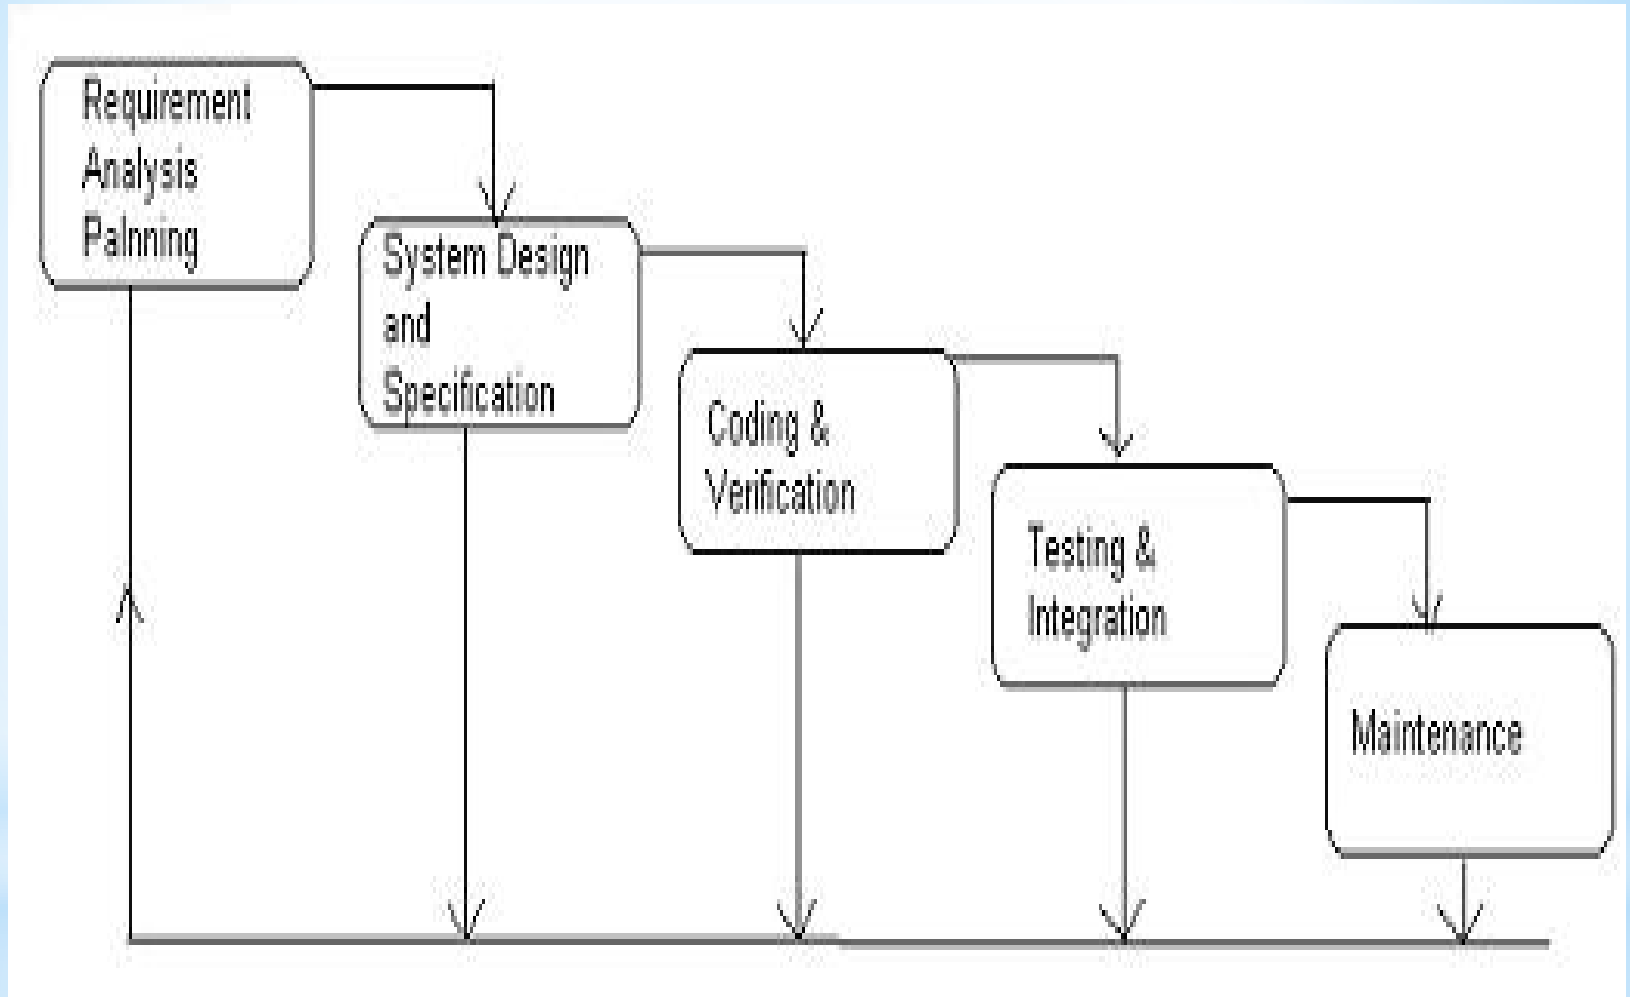 Requirement
Analysis
Palnning
System Design
and
Specification
Coding &
Verification
Testing &
Integration
Maintenance